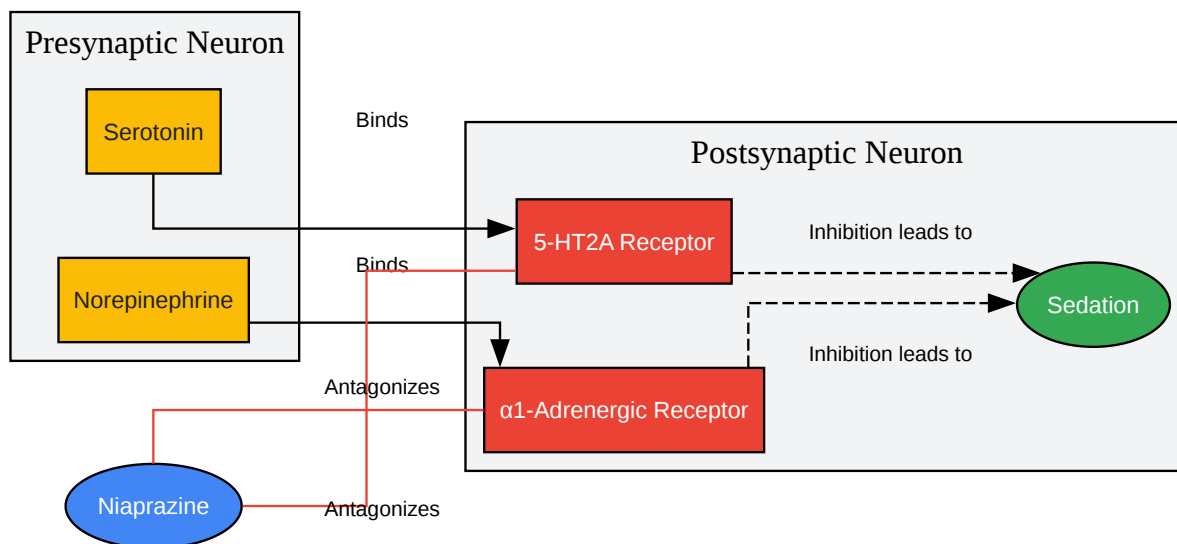 Presynaptic Neuron
Serotonin
Norepinephrine
Binds
Binds
Postsynaptic Neuron
5-HT2A Receptor
α1-Adrenergic Receptor
Inhibition leads to
Inhibition leads to
Sedation
Antagonizes
Antagonizes
Niaprazine